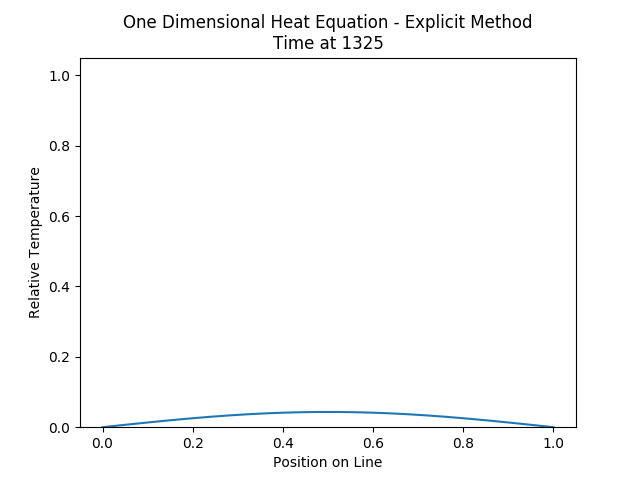 One Dimensional Heat Equation - Explicit Method
Time at 1325
1.0
0.8
0.6
0.4
0.2
0.0
Relative Temperature
0.0 0.2 0.4 0.6 0.8 1.0
Position on Line